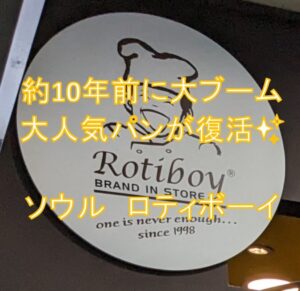 約10年前に大ブーム
大人気パンが復活✨
Rotiboy®
BRAND IN STORE
ソウル ロティボーイ
one is never enough...
since 1998